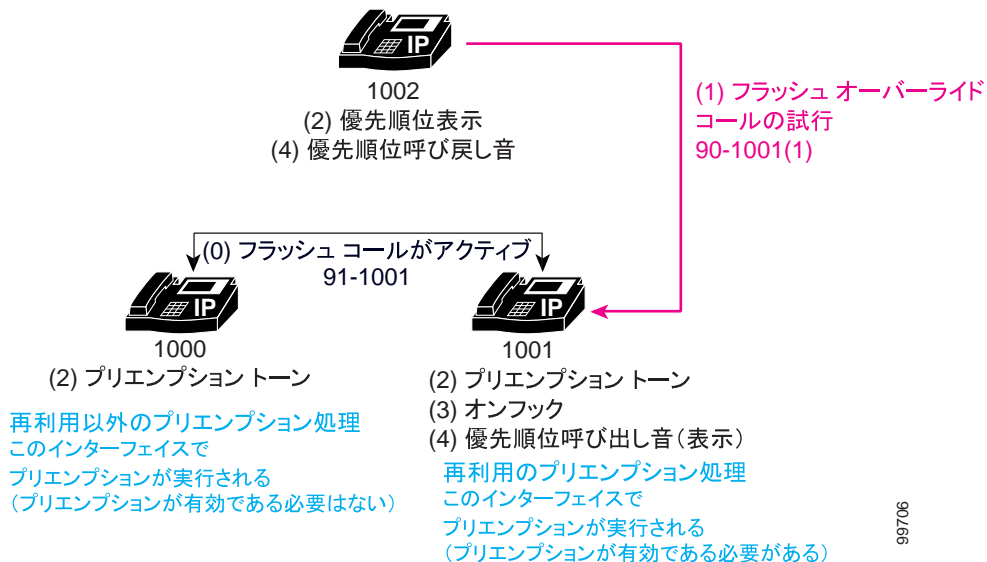 IP
1002
(2) 優先順位表示
(4) 優先順位呼び戻し音
(1) フラッシュ オーバーライド
コールの試行
90-1001(1)
(0) フラッシュ コールがアクティブ
91-1001
IP
1000
(2) プリエンプション トーン
再利用以外のプリエンプション処理
このインターフェイスで
プリエンプションが実行される
（プリエンプションが有効である必要はない）
IP
1001
(2) プリエンプション トーン
(3) オンフック
(4) 優先順位呼び出し音（表示）
再利用のプリエンプション処理
このインターフェイスで
プリエンプションが実行される
（プリエンプションが有効である必要がある）
99706